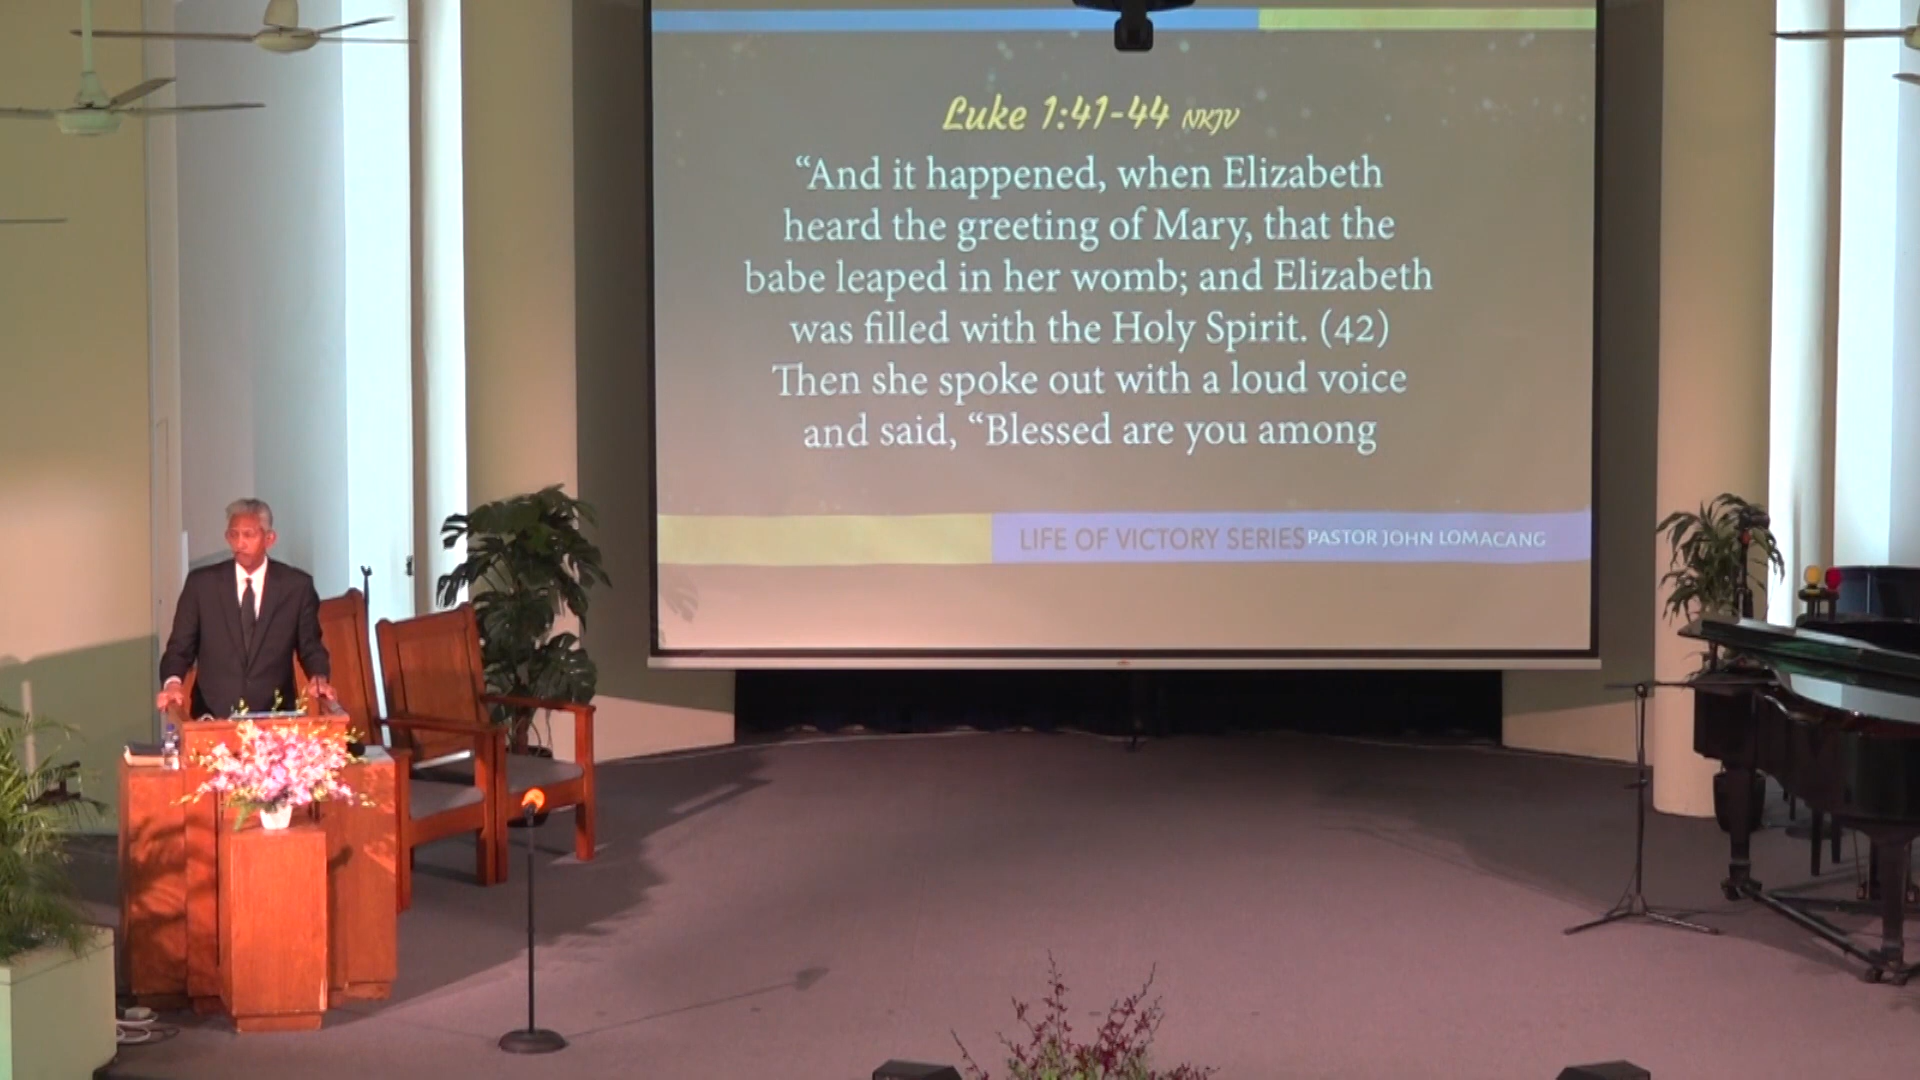 Luke 1:41-44 NKJV
“And it happened, when Elizabeth
heard the greeting of Mary, that the
babe leaped in her womb; and Elizabeth
was filled with the Holy Spirit. (42)
Then she spoke out with a loud voice
and said, “Blessed are you among
LIFE OF VICTORY SERIES PASTOR JOHN LOMACANG